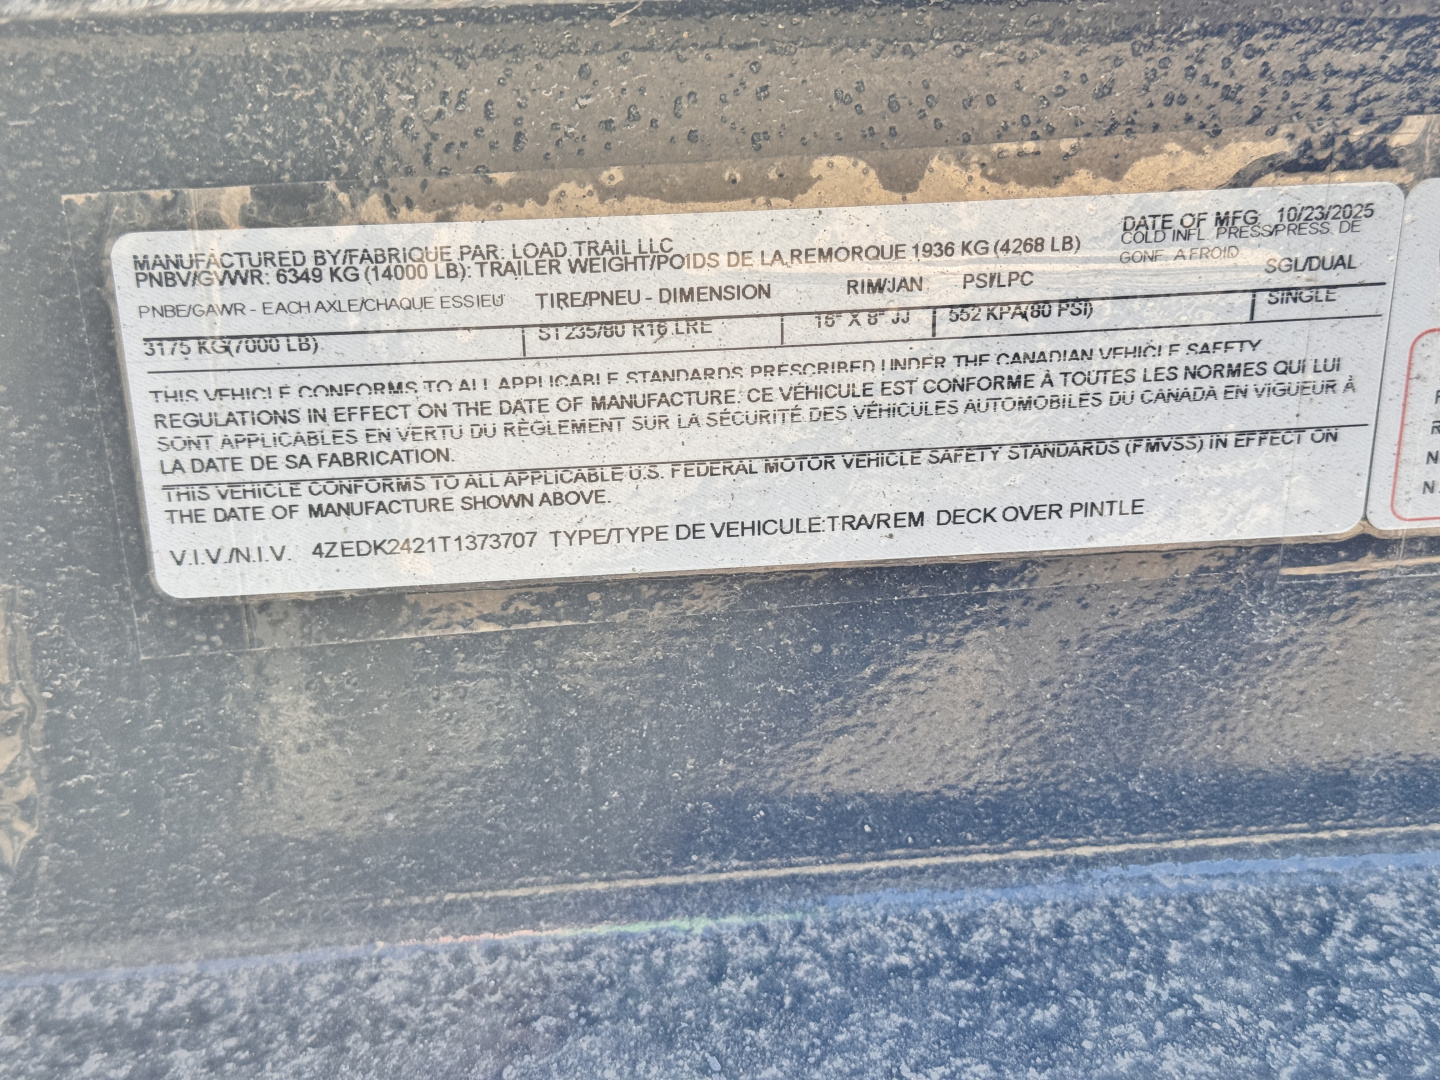 MANUFACTURED BY/FABRIQUE PAR: LOAD TRAIL LLC DATE OF MFG 10/23/2025
PNBV/GVWR: 6349 KG (14000 LB): TRAILER WEIGHT/POIDS DE LA REMORQUE 1936 KG (4268 LB) COLD INFL. PRESS/PRESS. DE
GONF. A FROID
PNBE/GAWR - EACH AXLE/CHAQUE ESSIEU TIRE/PNEU - DIMENSION RIM/JAN PSI/LPC SGL/DUAL
3175 KG(7000 LB) ST235/80 R16 LRE 16" X 6" JJ 552 KPA(80 PSI) SINGLE
THIS VEHICLE CONFORMS TO ALL APPLICABLE STANDARDS PRESCRIBED UNDER THE CANADIAN VEHICLE SAFETY
REGULATIONS IN EFFECT ON THE DATE OF MANUFACTURE. CE VÉHICULE EST CONFORME À TOUTES LES NORMES QUI LUI
SONT APPLICABLES EN VERTU DU RÈGLEMENT SUR LA SÉCURITÉ DES VÉHICULES AUTOMOBILES DU CANADA EN VIGUEUR À
LA DATE DE SA FABRICATION.
THIS VEHICLE CONFORMS TO ALL APPLICABLE U.S. FEDERAL MOTOR VEHICLE SAFETY STANDARDS (FMVSS) IN EFFECT ON
THE DATE OF MANUFACTURE SHOWN ABOVE.
V.I.V./N.I.V. 4ZEDK2421T1373707 TYPE/TYPE DE VEHICULE:TRA/REM DECK OVER PINTLE